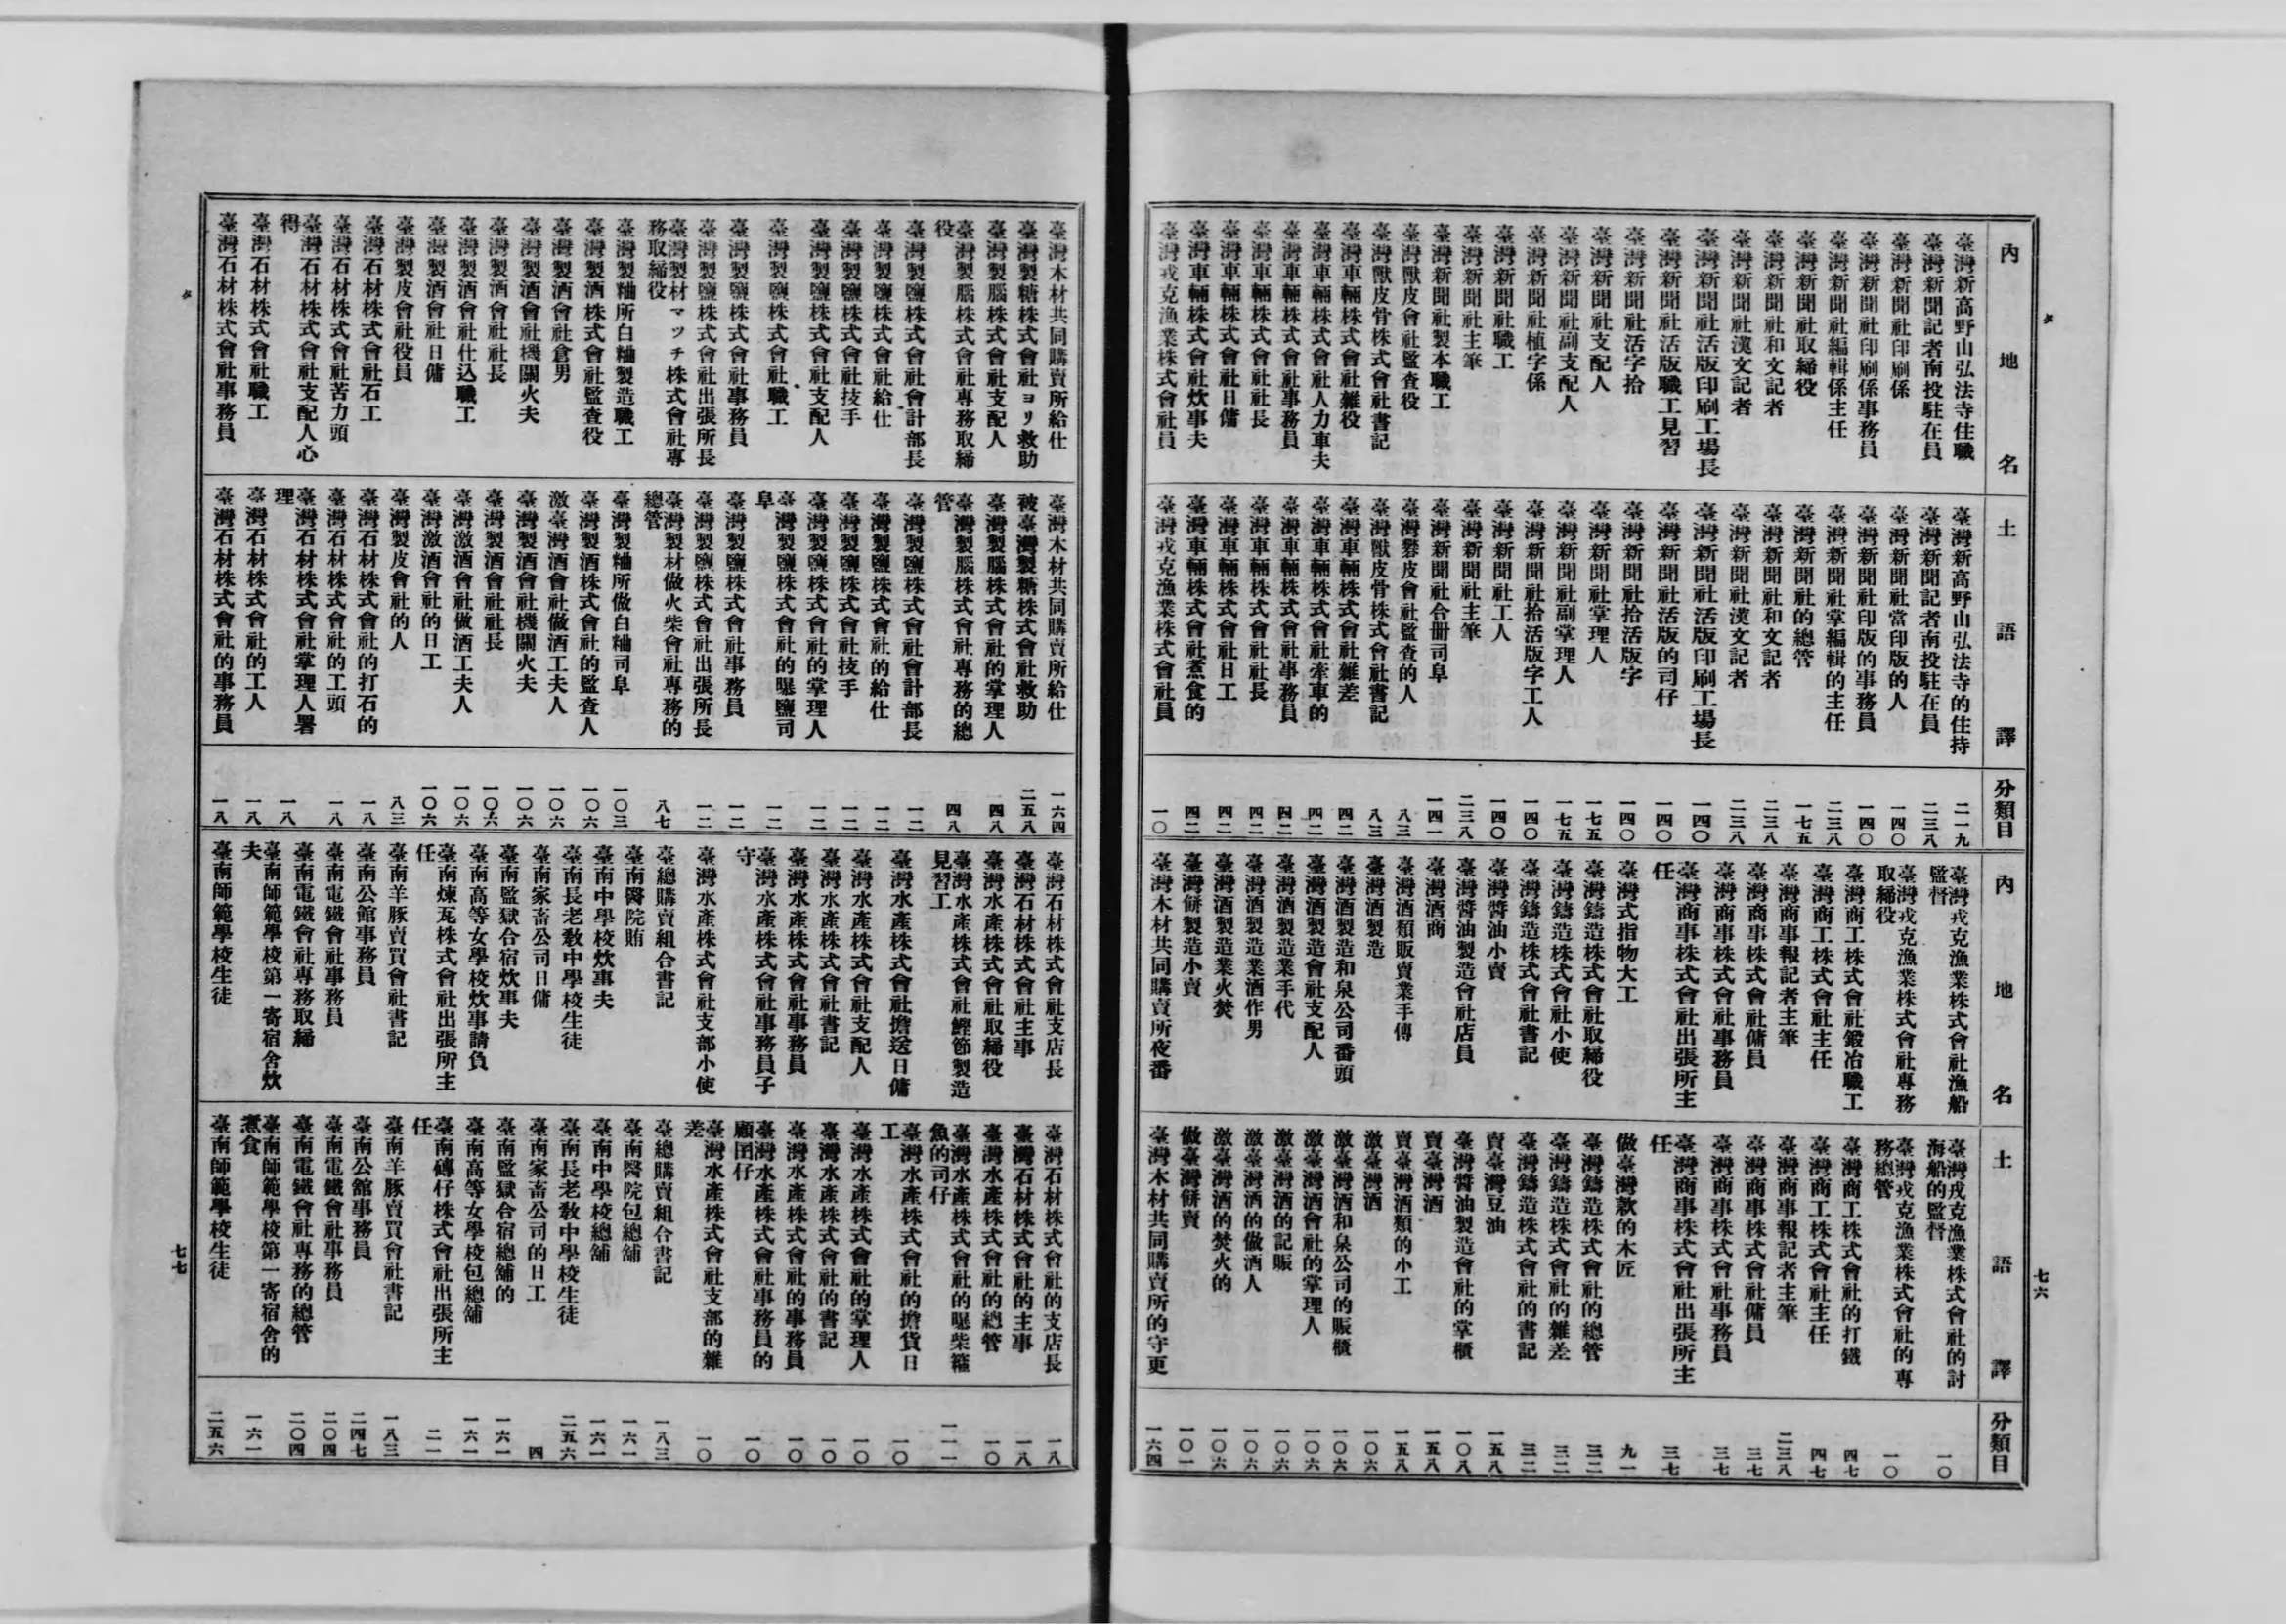 タ
七六
內地名 土語譯 分類目
臺灣新高野山弘法寺住職 臺灣新高野山弘法寺的住持 二一九
臺灣新聞記者南投駐在員 臺灣新聞記者南投駐在員 二三八
臺灣新聞社印刷係 臺灣新聞社當印版的人 一四〇
臺灣新聞社印刷係事務員 臺灣新聞社印版的事務員 一四〇
臺灣新聞社編輯係主任 臺灣新聞社掌編輯的主任 二三八
臺灣新聞社取締役 臺灣新聞社的總管 一七五
臺灣新聞社和文記者 臺灣新聞社和文記者 二三八
臺灣新聞社漢文記者 臺灣新聞社漢文記者 二三八
臺灣新聞社活版印刷工場長 臺灣新聞社活版印刷工場長 一四〇
臺灣新聞社活版職工見習 臺灣新聞社活版的司仔 一四〇
臺灣新聞社活字拾 臺灣新聞社拾活版字 一四〇
臺灣新聞社支配人 臺灣新聞社掌理人 一七五
臺灣新聞社副支配人 臺灣新聞社副掌理人 一七五
臺灣新聞社植字係 臺灣新聞社拾活版字工人 一四〇
臺灣新聞社職工 臺灣新聞社工人 一四〇
臺灣新聞社主筆 臺灣新聞社主筆 二三八
臺灣新聞社製本職工 臺灣新聞社合冊司阜 一四一
臺灣獸皮會社監査役 臺灣獸皮會社監査的人 八三
臺灣獸皮骨株式會社書記 臺灣獸皮骨株式會社書記 八三
臺灣車輛株式會社雜役 臺灣車輛株式會社雜差 四二
臺灣車輛株式會社人力車夫 臺灣車輛株式會社牽車的 四二
臺灣車輛株式會社事務員 臺灣車輛株式會社事務員 四二
臺灣車輛株式會社社長 臺灣車輛株式會社社長 四二
臺灣車輛株式會社日傭 臺灣車輛株式會社日工 四二
臺灣車輛株式會社炊事夫 臺灣車輛株式會社煮食的 四二
臺灣戎克漁業株式會社員 臺灣戎克漁業株式會社員 一〇
內地名 土語譯 分類目
臺灣戎克漁業株式會社漁船監督 臺灣戎克漁業株式會社的討海船的監督 一〇
臺灣戎克漁業株式會社專務取締役 臺灣戎克漁業株式會社的專務總管 一〇
臺灣商工株式會社鍛冶職工 臺灣商工株式會社的打鐵 四七
臺灣商工株式會社主任 臺灣商工株式會社主任 四七
臺灣商事報記者主筆 臺灣商事報記者主筆 二三八
臺灣商事株式會社傭員 臺灣商事株式會社傭員 三七
臺灣商事株式會社事務員 臺灣商事株式會社事務員 三七
臺灣商事株式會社出張所主任 臺灣商事株式會社出張所主任 三七
臺灣式指物大工 做臺灣款的木匠 九一
臺灣鑄造株式會社取締役 臺灣鑄造株式會社的總管 三二
臺灣鑄造株式會社小使 臺灣鑄造株式會社的雜差 三二
臺灣鑄造株式會社書記 臺灣鑄造株式會社的書記 三二
臺灣醬油小賣 賣臺灣豆油 一五八
臺灣醬油製造會社店員 臺灣醬油製造會社的掌櫃 一〇八
臺灣酒商 賣臺灣酒 一五八
臺灣酒類販賣業手傳 賣臺灣酒類的小工 一五八
臺灣酒製造 激臺灣酒 一〇六
臺灣酒製造和泉公司番頭 激臺灣酒和泉公司的賬櫃 一〇六
臺灣酒製造會社支配人 激臺灣酒會社的掌理人 一〇六
臺灣酒製造業手代 激臺灣酒的記賬 一〇六
臺灣酒製造業酒作男 激臺灣酒的做酒人 一〇六
臺灣酒製造業火焚 激臺灣酒的焚火的 一〇六
臺灣餅製造小賣 做臺灣餅賣 一〇一
臺灣木材共同購賣所夜番 臺灣木材共同購賣所的守更 一六四
臺灣木材共同購賣所給仕 臺灣木材共同購賣所給仕 一六四
臺灣製糖株式會社ヨリ救助 被臺灣製糖株式會社救助 二五八
臺灣製腦株式會社支配人 臺灣製腦株式會社的掌理人 四八
臺灣製腦株式會社專務取締役 臺灣製腦株式會社專務的總管 四八
臺灣製鹽株式會社會計部長 臺灣製鹽株式會社會計部長 一二
臺灣製鹽株式會社給仕 臺灣製鹽株式會社的給仕 一二
臺灣製鹽株式會社技手 臺灣製鹽株式會社技手 一二
臺灣製鹽株式會社支配人 臺灣製鹽株式會社的掌理人 一二
臺灣製鹽株式會社職工 臺灣製鹽株式會社的曝鹽司阜 一二
臺灣製鹽株式會社事務員 臺灣製鹽株式會社事務員 一二
臺灣製鹽株式會社出張所長 臺灣製鹽株式會社出張所長 一二
臺灣製材マッチ株式會社專務取締役 臺灣製材做火柴會社專務的總管 八七
臺灣製粬所白粬製造職工 臺灣製粬所做白粬司阜 一〇三
臺灣製酒株式會社監査役 臺灣製酒株式會社的監査人 一〇六
臺灣製酒會社倉男 激臺灣酒會社做酒工夫人 一〇六
臺灣製酒會社機關火夫 臺灣製酒會社機關火夫 一〇六
臺灣製酒會社社長 臺灣製酒會社社長 一〇六
臺灣製酒會社仕込職工 臺灣激酒會社做酒工夫人 一〇六
臺灣製酒會社日傭 臺灣激酒會社的日工 一〇六
臺灣製皮會社役員 臺灣製皮會社的人 八三
臺灣石材株式會社石工 臺灣石材株式會社的打石的 一八
臺灣石材株式會社苦力頭 臺灣石材株式會社的工頭 一八
臺灣石材株式會社支配人心得 臺灣石材株式會社掌理人署理 一八
臺灣石材株式會社職工 臺灣石材株式會社的工人 一八
臺灣石材株式會社事務員 臺灣石材株式會社的事務員 一八
臺灣石材株式會社支店長 臺灣石材株式會社的支店長 一八
臺灣石材株式會社主事 臺灣石材株式會社的主事 一八
臺灣水產株式會社取締役 臺灣水產株式會社的總管 一〇
臺灣水產株式會社鰹節製造見習工 臺灣水產株式會社的曝柴魚的司仔 一一一
臺灣水產株式會社擔送日傭 臺灣水產株式會社的擔貨日工 一〇
臺灣水產株式會社支配人 臺灣水產株式會社的掌理人 一〇
臺灣水產株式會社書記 臺灣水產株式會社的書記 一〇
臺灣水產株式會社事務員 臺灣水產株式會社的事務員 一〇
臺灣水產株式會社事務員子守 臺灣水產株式會社事務員的顧囝仔 一〇
臺灣水產株式會社支部小使 臺灣水產株式會社支部的雜差 一〇
臺總購賣組合書記 臺總購賣組合書記 一八三
臺南醫院賄 臺南醫院包總舖 一六一
臺南中學校炊事夫 臺南中學校總舖 一六一
臺南長老敎中學校生徒 臺南長老敎中學校生徒 二五六
臺南家畜公司日傭 臺南家畜公司的日工 四
臺南監獄合宿炊事夫 臺南監獄合宿總舖的 一六一
臺南高等女學校炊事請負 臺南高等女學校包總舖 一六一
臺南煉瓦株式會社出張所主任 臺南磚仔株式會社出張所主任 二一
臺南羊豚賣買會社書記 臺南羊豚賣買會社書記 一八三
臺南公館事務員 臺南公舘事務員 二四七
臺南電鐵會社事務員 臺南電鐵會社事務員 二〇四
臺南電鐵會社專務取締 臺南電鐵會社專務的總管 二〇四
臺南師範學校第一寄宿舍炊夫 臺南師範學校第一寄宿舍的煮食 一六一
臺南師範學校生徒 臺南師範學校生徒 二五六
タ
七七